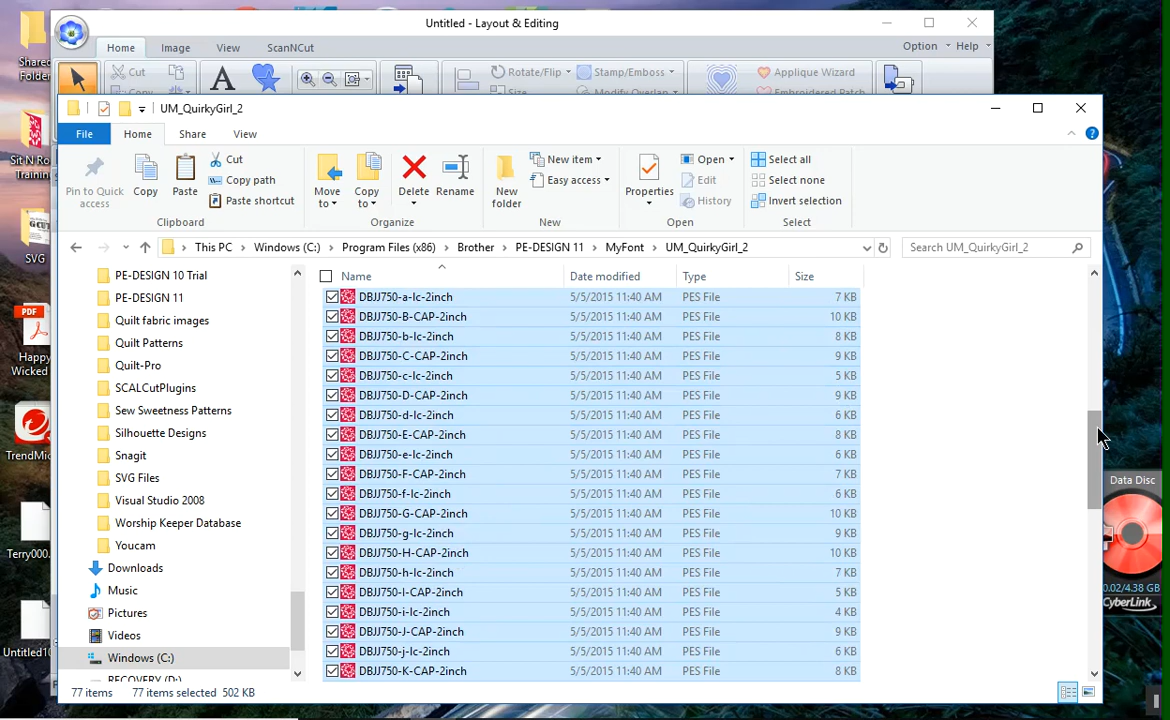 Untitled - Layout & Editing
Home Image View ScanNCut
Option Help
Cut
Rotate/Flip Stamp/Emboss Applique Wizard
Size Modify Overlap Embroidered Patch
UM_QuirkyGirl_2
File Home Share View
Pin to Quick access
Copy
Paste
Cut
Copy path
Paste shortcut
Clipboard
Move to
Copy to
Delete
Rename
Organize
New folder
New item
Easy access
New
Properties
Open
Edit
History
Open
Select all
Select none
Invert selection
Select
This PC > Windows (C:) > Program Files (x86) > Brother > PE-DESIGN 11 > MyFont > UM_QuirkyGirl_2
Search UM_QuirkyGirl_2
PE-DESIGN 10 Trial
PE-DESIGN 11
Quilt fabric images
Quilt Patterns
Quilt-Pro
SCALCutPlugins
Sew Sweetness Patterns
Silhouette Designs
Snagit
SVG Files
Visual Studio 2008
Worship Keeper Database
Youcam
Downloads
Music
Pictures
Videos
Windows (C:)
RECOVERY (D:)
Name Date modified Type Size
DBJJ750-a-lc-2inch 5/5/2015 11:40 AM PES File 7 KB
DBJJ750-B-CAP-2inch 5/5/2015 11:40 AM PES File 10 KB
DBJJ750-b-lc-2inch 5/5/2015 11:40 AM PES File 8 KB
DBJJ750-C-CAP-2inch 5/5/2015 11:40 AM PES File 9 KB
DBJJ750-c-lc-2inch 5/5/2015 11:40 AM PES File 5 KB
DBJJ750-D-CAP-2inch 5/5/2015 11:40 AM PES File 9 KB
DBJJ750-d-lc-2inch 5/5/2015 11:40 AM PES File 6 KB
DBJJ750-E-CAP-2inch 5/5/2015 11:40 AM PES File 8 KB
DBJJ750-e-lc-2inch 5/5/2015 11:40 AM PES File 6 KB
DBJJ750-F-CAP-2inch 5/5/2015 11:40 AM PES File 7 KB
DBJJ750-f-lc-2inch 5/5/2015 11:40 AM PES File 6 KB
DBJJ750-G-CAP-2inch 5/5/2015 11:40 AM PES File 10 KB
DBJJ750-g-lc-2inch 5/5/2015 11:40 AM PES File 9 KB
DBJJ750-H-CAP-2inch 5/5/2015 11:40 AM PES File 10 KB
DBJJ750-h-lc-2inch 5/5/2015 11:40 AM PES File 7 KB
DBJJ750-I-CAP-2inch 5/5/2015 11:40 AM PES File 5 KB
DBJJ750-i-lc-2inch 5/5/2015 11:40 AM PES File 4 KB
DBJJ750-J-CAP-2inch 5/5/2015 11:40 AM PES File 9 KB
DBJJ750-j-lc-2inch 5/5/2015 11:40 AM PES File 6 KB
DBJJ750-K-CAP-2inch 5/5/2015 11:40 AM PES File 8 KB
77 items 77 items selected 502 KB
Shared
Folder
Sit N Ro
Training
SVG
PDF
Happy
Wicked
TrendMic
Terry000.
Untitled10
Data Disc
0.02/4.38 GB
CyberLink